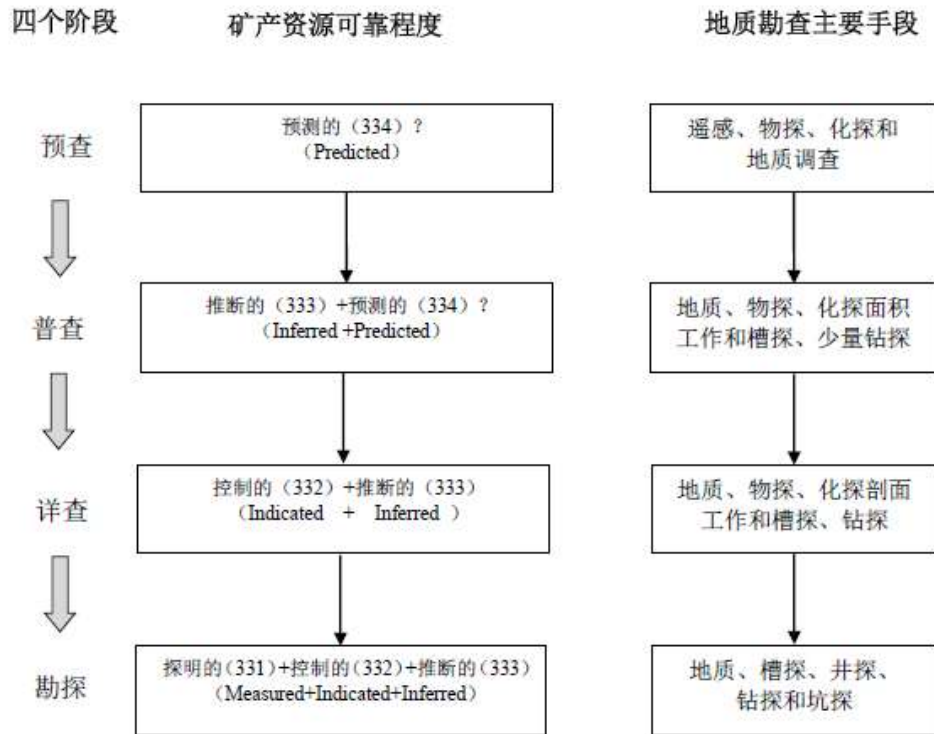 四个阶段 矿产资源可靠程度 地质勘查主要手段
预查
预测的（334）？
（Predicted）
遥感、物探、化探和
地质调查
普查
推断的（333）+预测的（334）？
（Inferred +Predicted）
地质、物探、化探面积
工作和槽探、少量钻探
详查
控制的（332）+推断的（333）
（Indicated + Inferred ）
地质、物探、化探剖面
工作和槽探、钻探
勘探
探明的（331）+控制的（332）+推断的（333）
（Measured+Indicated+Inferred）
地质、槽探、井探、
钻探和坑探